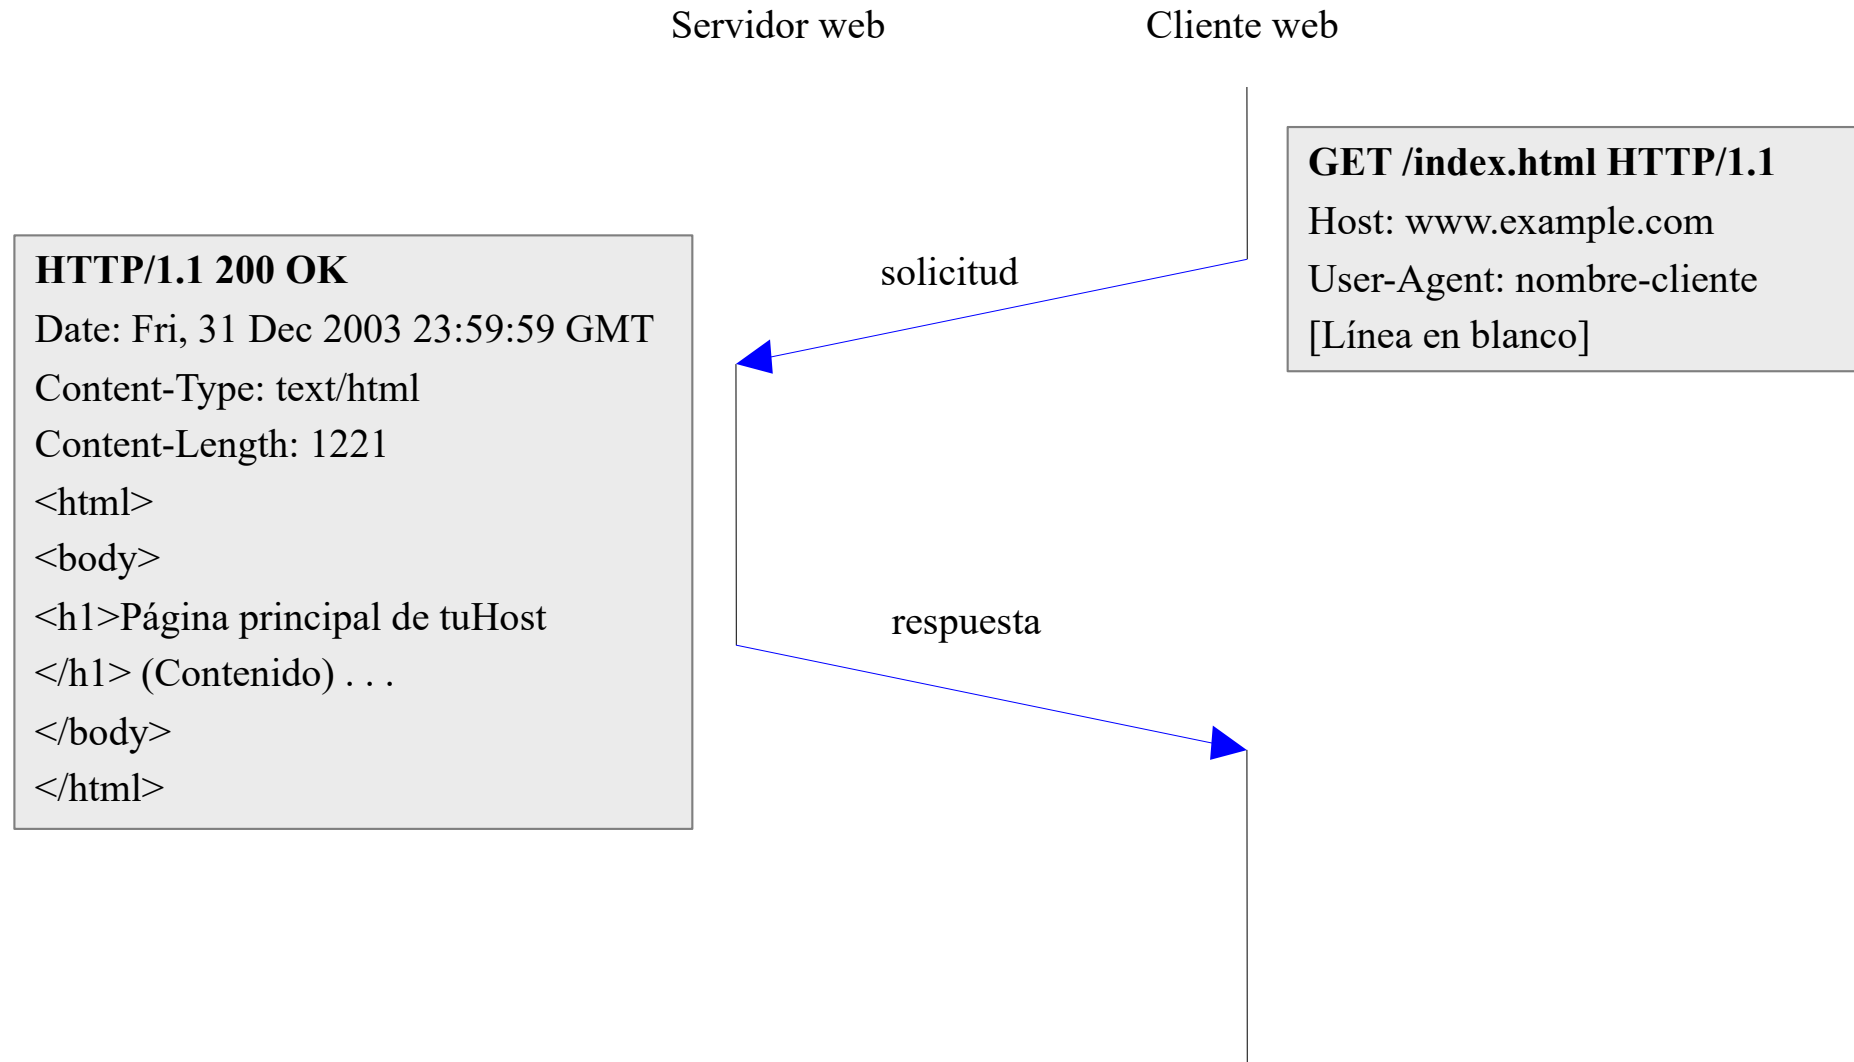 Servidor web
Cliente web
GET /index.html HTTP/1.1
Host: www.example.com
User-Agent: nombre-cliente
[Línea en blanco]
solicitud
HTTP/1.1 200 OK
Date: Fri, 31 Dec 2003 23:59:59 GMT
Content-Type: text/html
Content-Length: 1221
<html>
<body>
<h1>Página principal de tuHost
</h1> (Contenido) . . .
</body>
</html>
respuesta